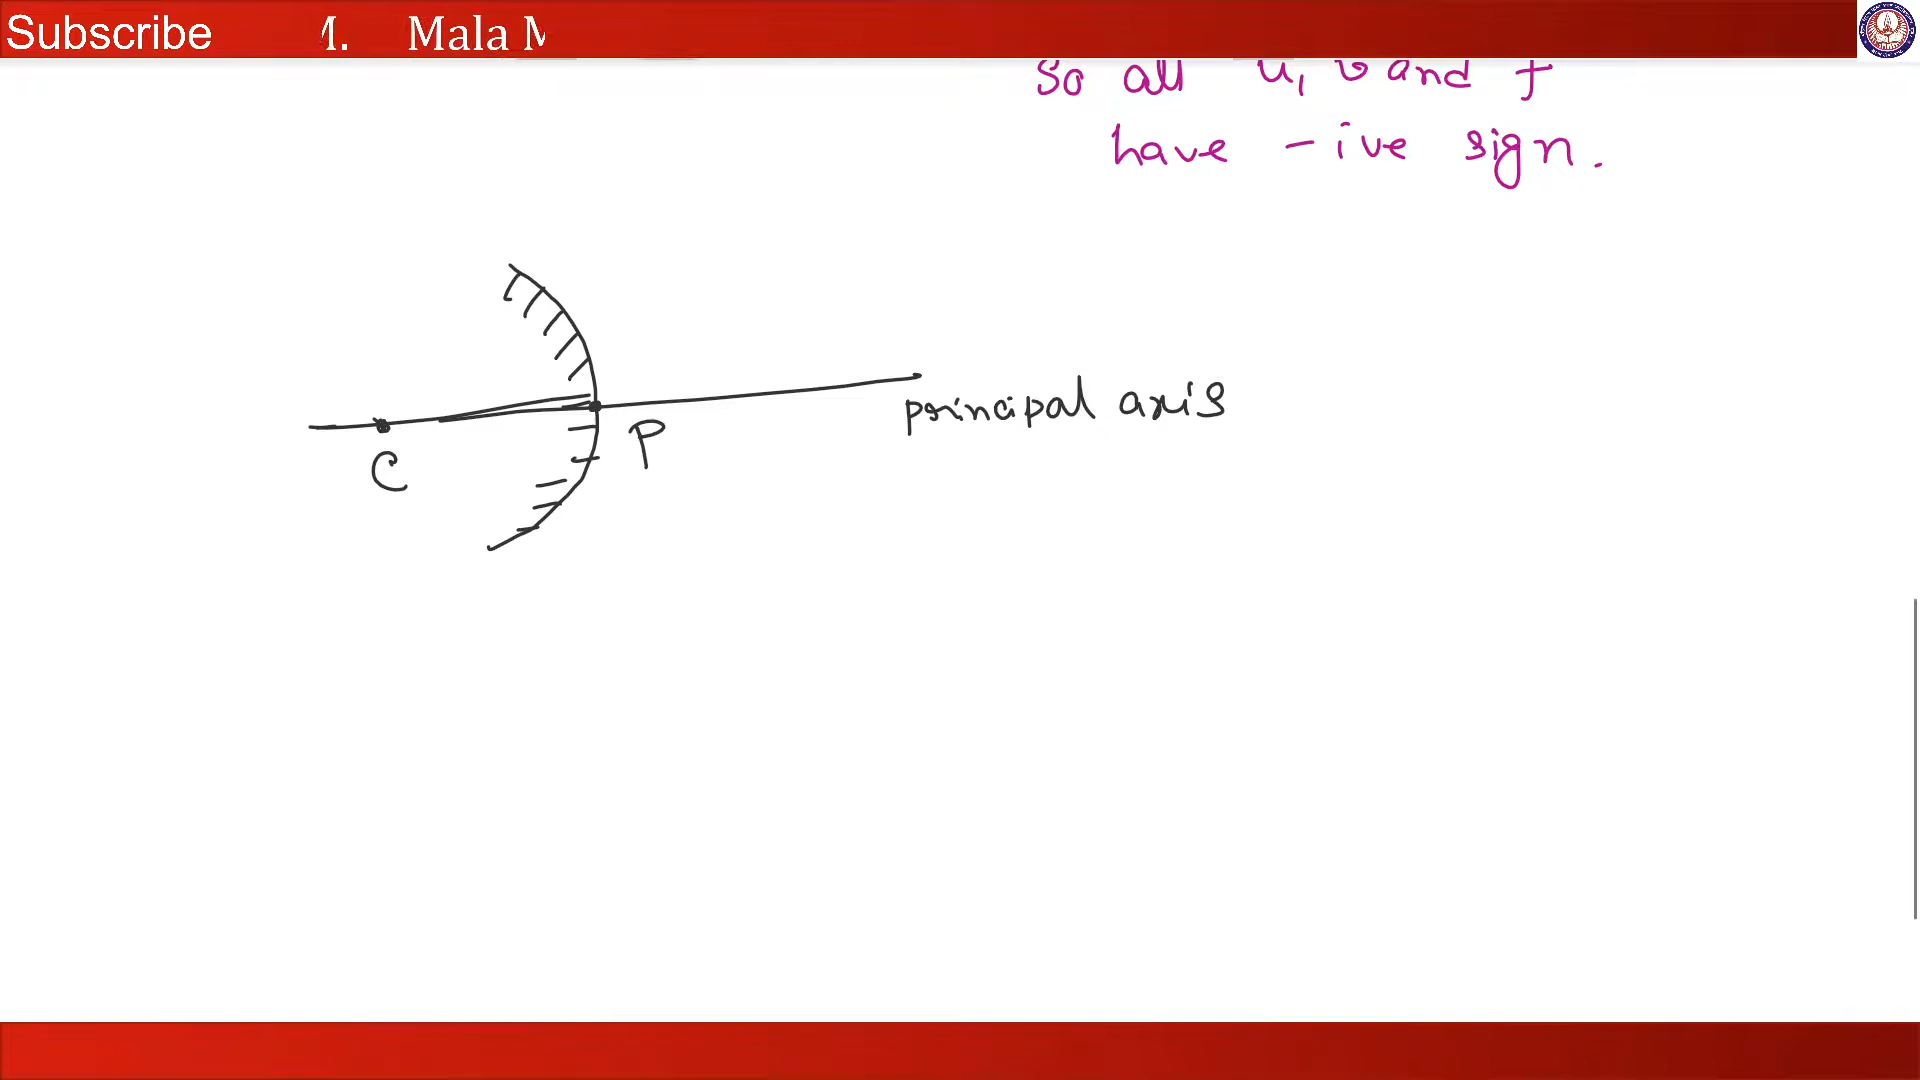 Subscribe
M. Mala M
So all u, v and f
have -ive sign.
principal axis
P
C